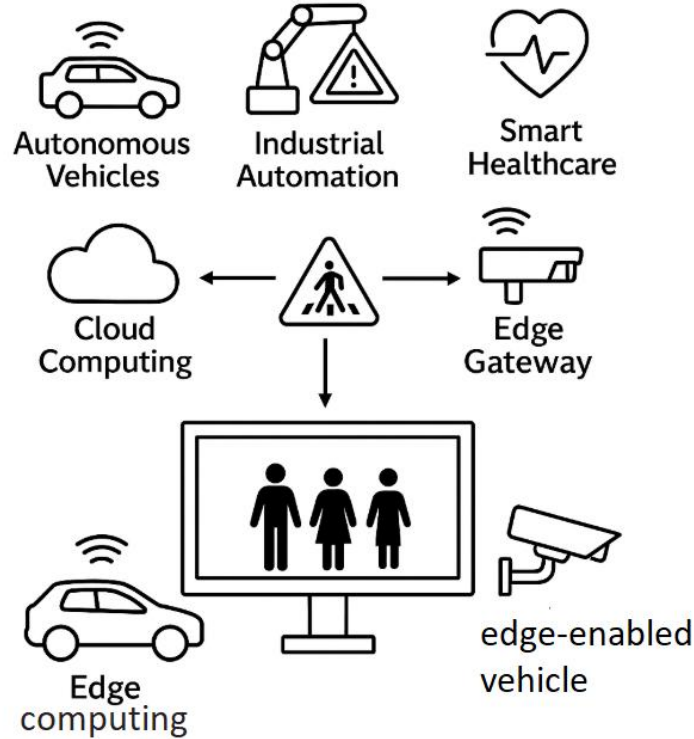 Autonomous
Vehicles
Industrial
Automation
Smart
Healthcare
Cloud
Computing
Edge
Gateway
Edge
computing
edge-enabled
vehicle